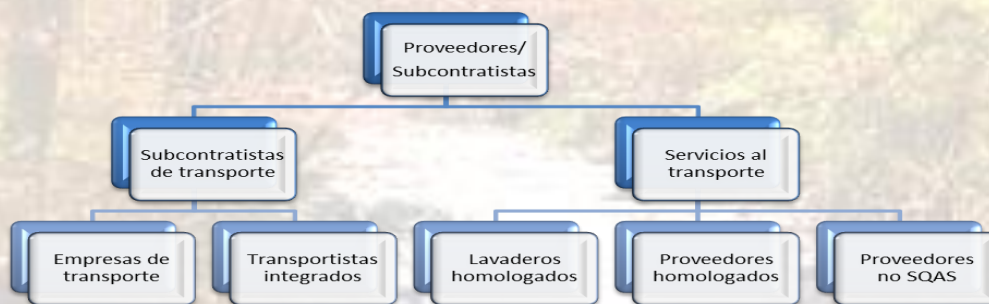 Proveedores/
Subcontratistas
Subcontratistas
de transporte
Servicios al
transporte
Empresas de
transporte
Transportistas
integrados
Lavaderos
homologados
Proveedores
homologados
Proveedores
no SQAS